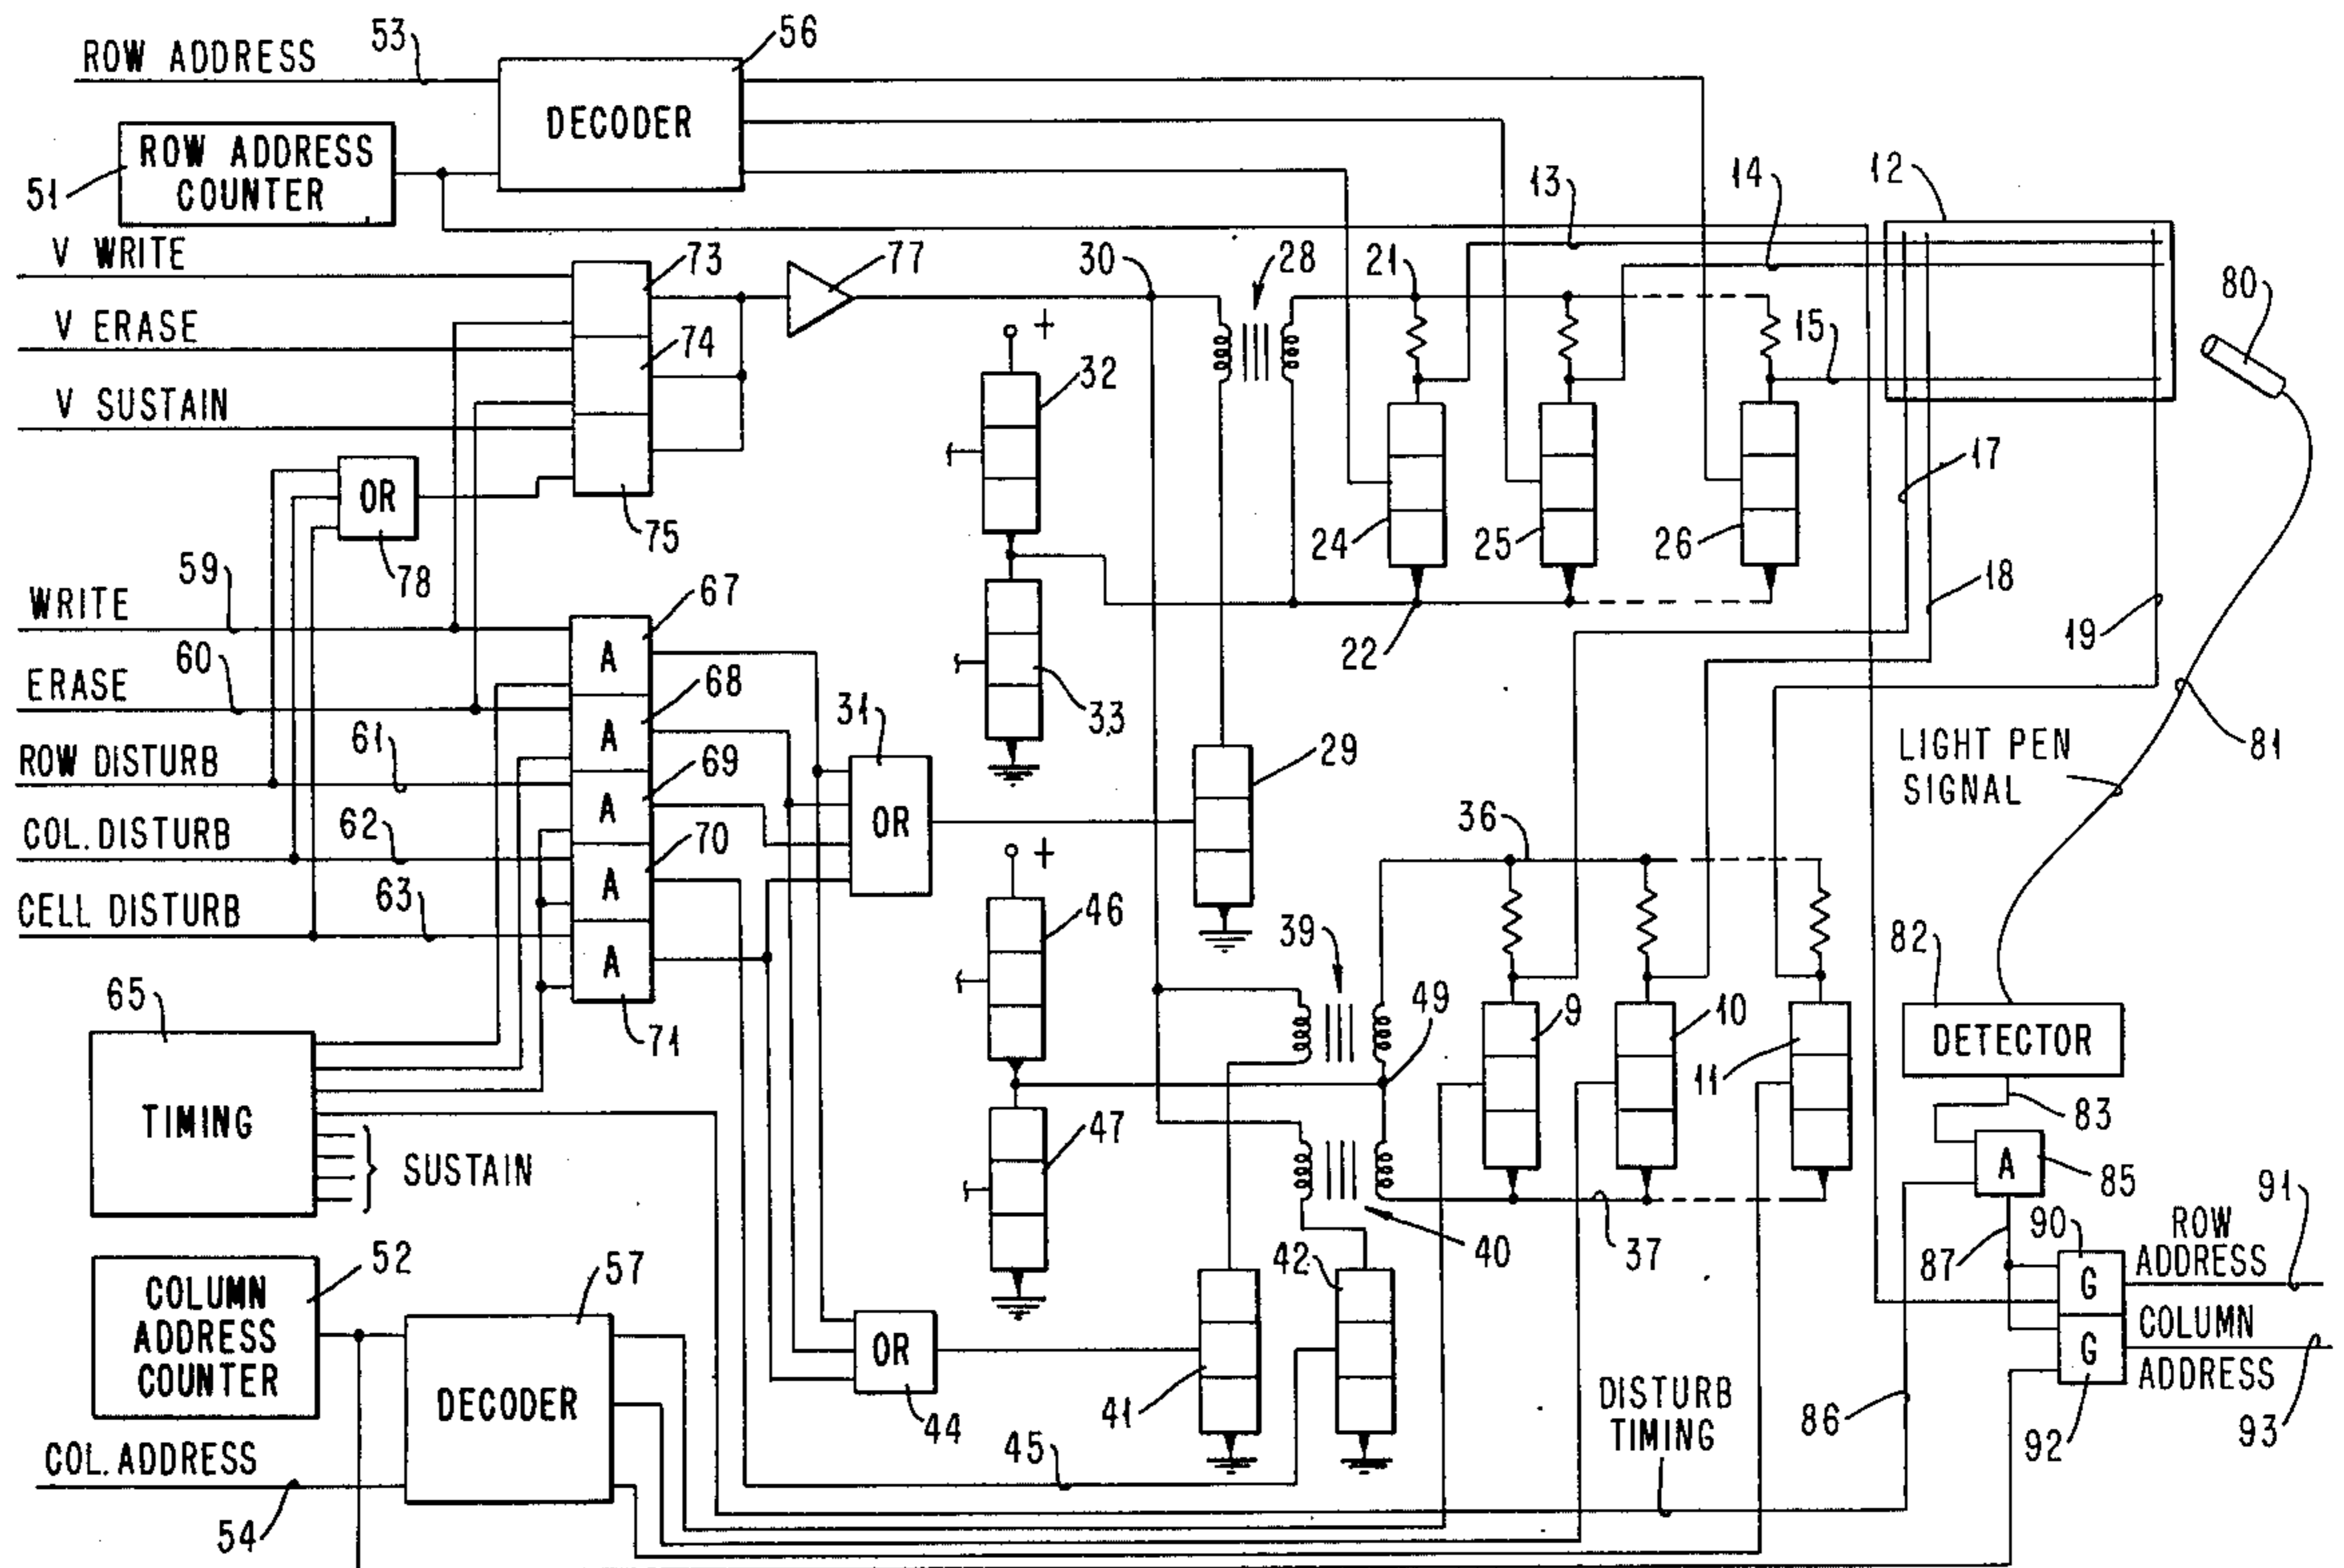 ROW ADDRESS
53
56
DECODER
ROW ADDRESS
COUNTER
51
13
14
12
V WRITE
73
77
30
28
21
80
V ERASE
74
15
+
32
V SUSTAIN
17
OR
75
24
25
26
78
59
67
18
WRITE
A
22
19
33
60
68
ERASE
A
31
61
69
29
81
ROW DISTURB
A
LIGHT PEN
SIGNAL
OR
62
70
36
COL. DISTURB
A
+
63
46
CELL DISTURB
A
39
82
65
71
49
9
10
11
DETECTOR
TIMING
83
47
A
85
SUSTAIN
91
90
ROW
ADDRESS
40
37
42
87
52
57
G
COLUMN
ADDRESS
COUNTER
OR
COLUMN
G
ADDRESS
DECODER
DISTURB
TIMING
41
44
86
92
93
45
COL. ADDRESS
54